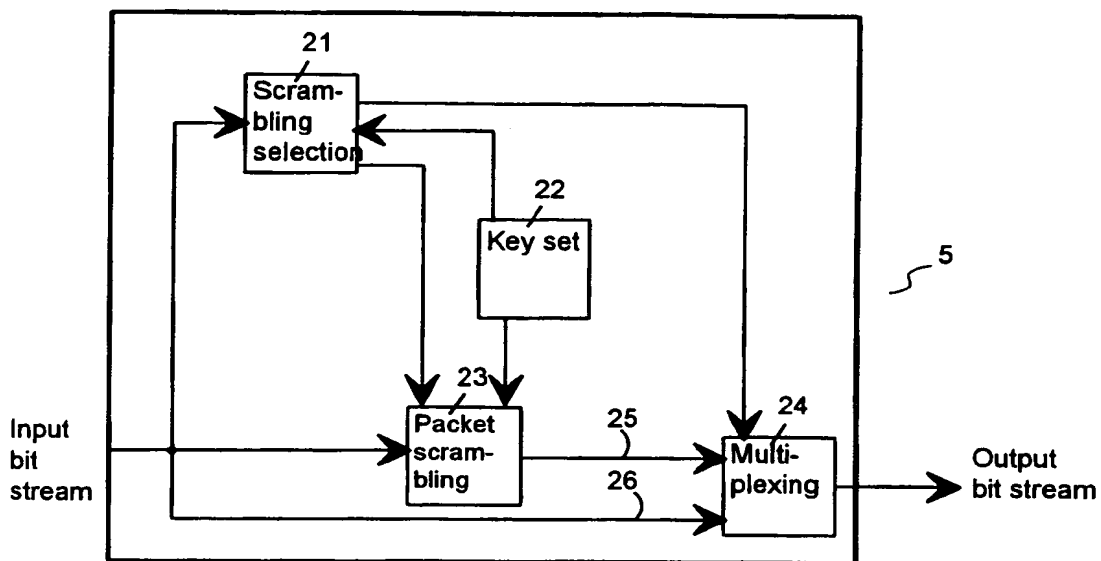 21
Scram-
bling
selection
22
Key set
5
23
Packet
scram-
bling
Input
bit
stream
25
26
24
Multi-
plexing
Output
bit stream